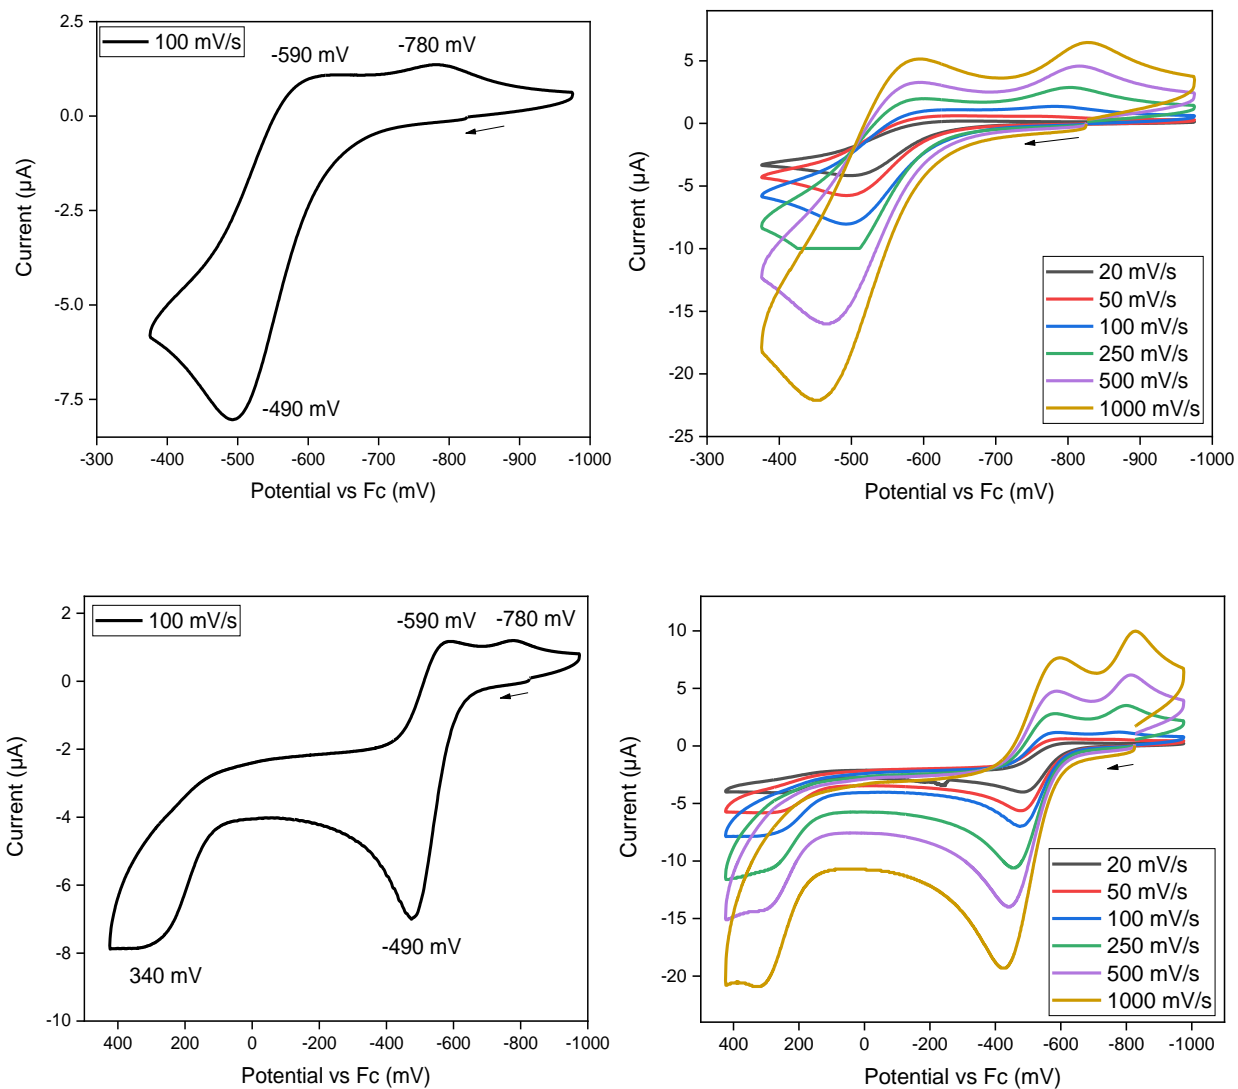 100 mV/s
-590 mV
-780 mV
-490 mV
2.5
0.0
-2.5
-5.0
-7.5
Current (µA)
-300 -400 -500 -600 -700 -800 -900 -1000
Potential vs Fc (mV)
5
0
-5
-10
-15
-20
-25
Current (µA)
20 mV/s
50 mV/s
100 mV/s
250 mV/s
500 mV/s
1000 mV/s
-300 -400 -500 -600 -700 -800 -900 -1000
Potential vs Fc (mV)
100 mV/s
-590 mV
-780 mV
-490 mV
340 mV
2
0
-2
-4
-6
-8
-10
Current (µA)
400 200 0 -200 -400 -600 -800 -1000
Potential vs Fc (mV)
10
5
0
-5
-10
-15
-20
Current (µA)
20 mV/s
50 mV/s
100 mV/s
250 mV/s
500 mV/s
1000 mV/s
400 200 0 -200 -400 -600 -800 -1000
Potential vs Fc (mV)